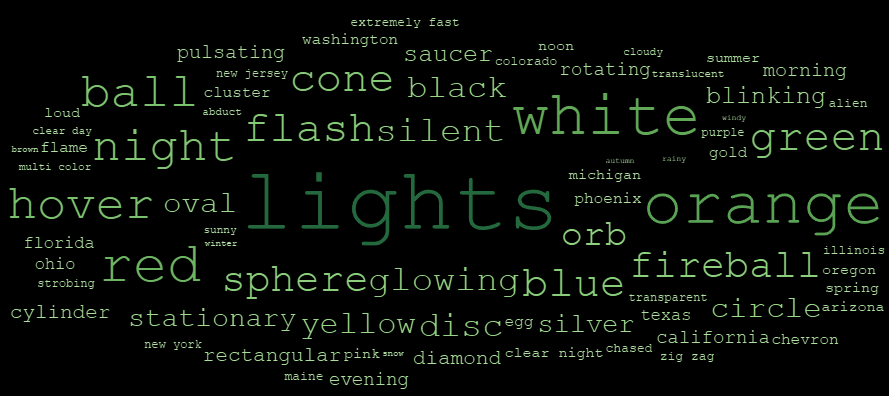 extremely fast
washington
noon
pulsating
saucer
colorado
cloudy
summer
new jersey
cone
rotating
translucent
morning
ball
cluster
black
blinking
alien
abduct
white
loud
flash
silent
windy
clear day
purple
green
brown
flame
night
gold
multi color
autumn
rainy
lights
michigan
hover
oval
phoenix
orange
sunny
orb
florida
winter
ohio
red
fireball
illinois
strobing
sphere
glowing
blue
oregon
spring
transparent
cylinder
stationary
yellow
disc
egg
silver
texas
circle
arizona
california
chevron
new york
rectangular
pink
snow
diamond
clear night
chased
zig zag
maine
evening